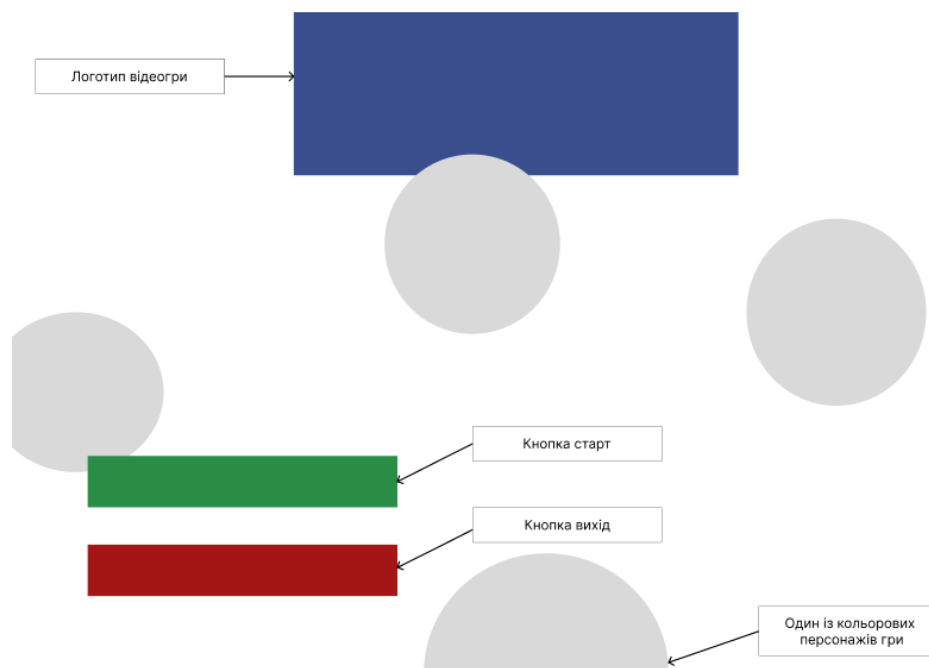 Логотип відеогри
Кнопка старт
Кнопка вихід
Один із кольорових
персонажів гри